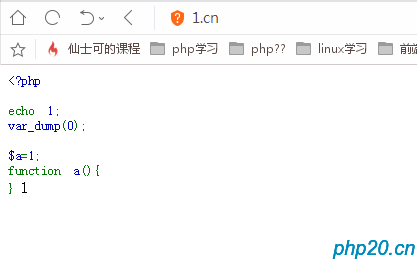 1.cn
仙士可的课程 php学习 php?? linux学习 前端
<?php
echo 1;
var_dump(0);
$a=1;
function a(){
} 1
php20.cn